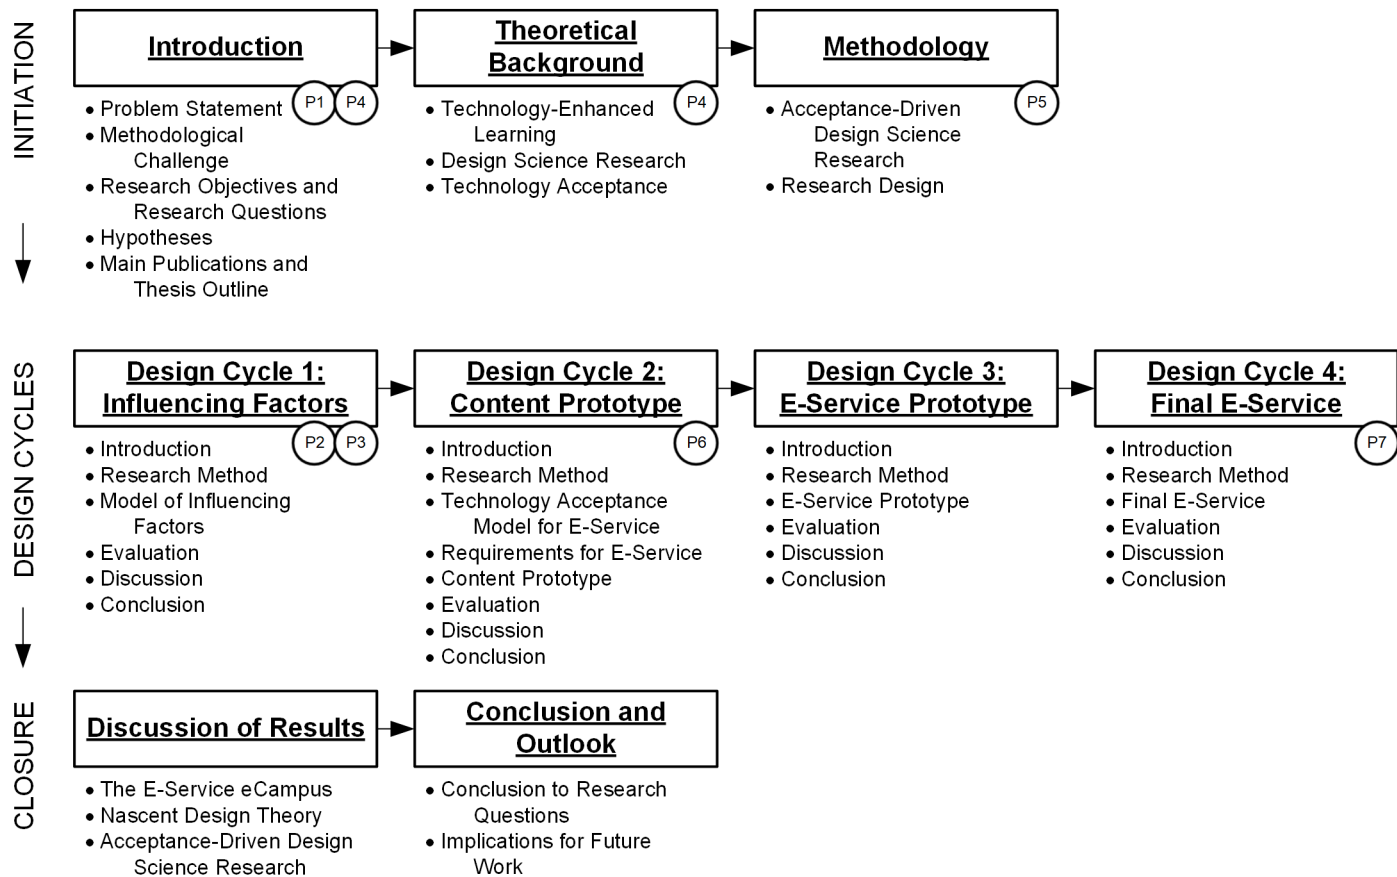 INITIATION
Introduction
P1 P4
• Problem Statement
• Methodological
Challenge
• Research Objectives and
Research Questions
• Hypotheses
• Main Publications and
Thesis Outline
Theoretical
Background
P4
• Technology-Enhanced
Learning
• Design Science Research
• Technology Acceptance
Methodology
P5
• Acceptance-Driven
Design Science
Research
• Research Design
DESIGN CYCLES
Design Cycle 1:
Influencing Factors
P2 P3
• Introduction
• Research Method
• Model of Influencing
Factors
• Evaluation
• Discussion
• Conclusion
Design Cycle 2:
Content Prototype
P6
• Introduction
• Research Method
• Technology Acceptance
Model for E-Service
• Requirements for E-Service
• Content Prototype
• Evaluation
• Discussion
• Conclusion
Design Cycle 3:
E-Service Prototype
• Introduction
• Research Method
• E-Service Prototype
• Evaluation
• Discussion
• Conclusion
Design Cycle 4:
Final E-Service
P7
• Introduction
• Research Method
• Final E-Service
• Evaluation
• Discussion
• Conclusion
CLOSURE
Discussion of Results
• The E-Service eCampus
• Nascent Design Theory
• Acceptance-Driven Design
Science Research
Conclusion and
Outlook
• Conclusion to Research
Questions
• Implications for Future
Work